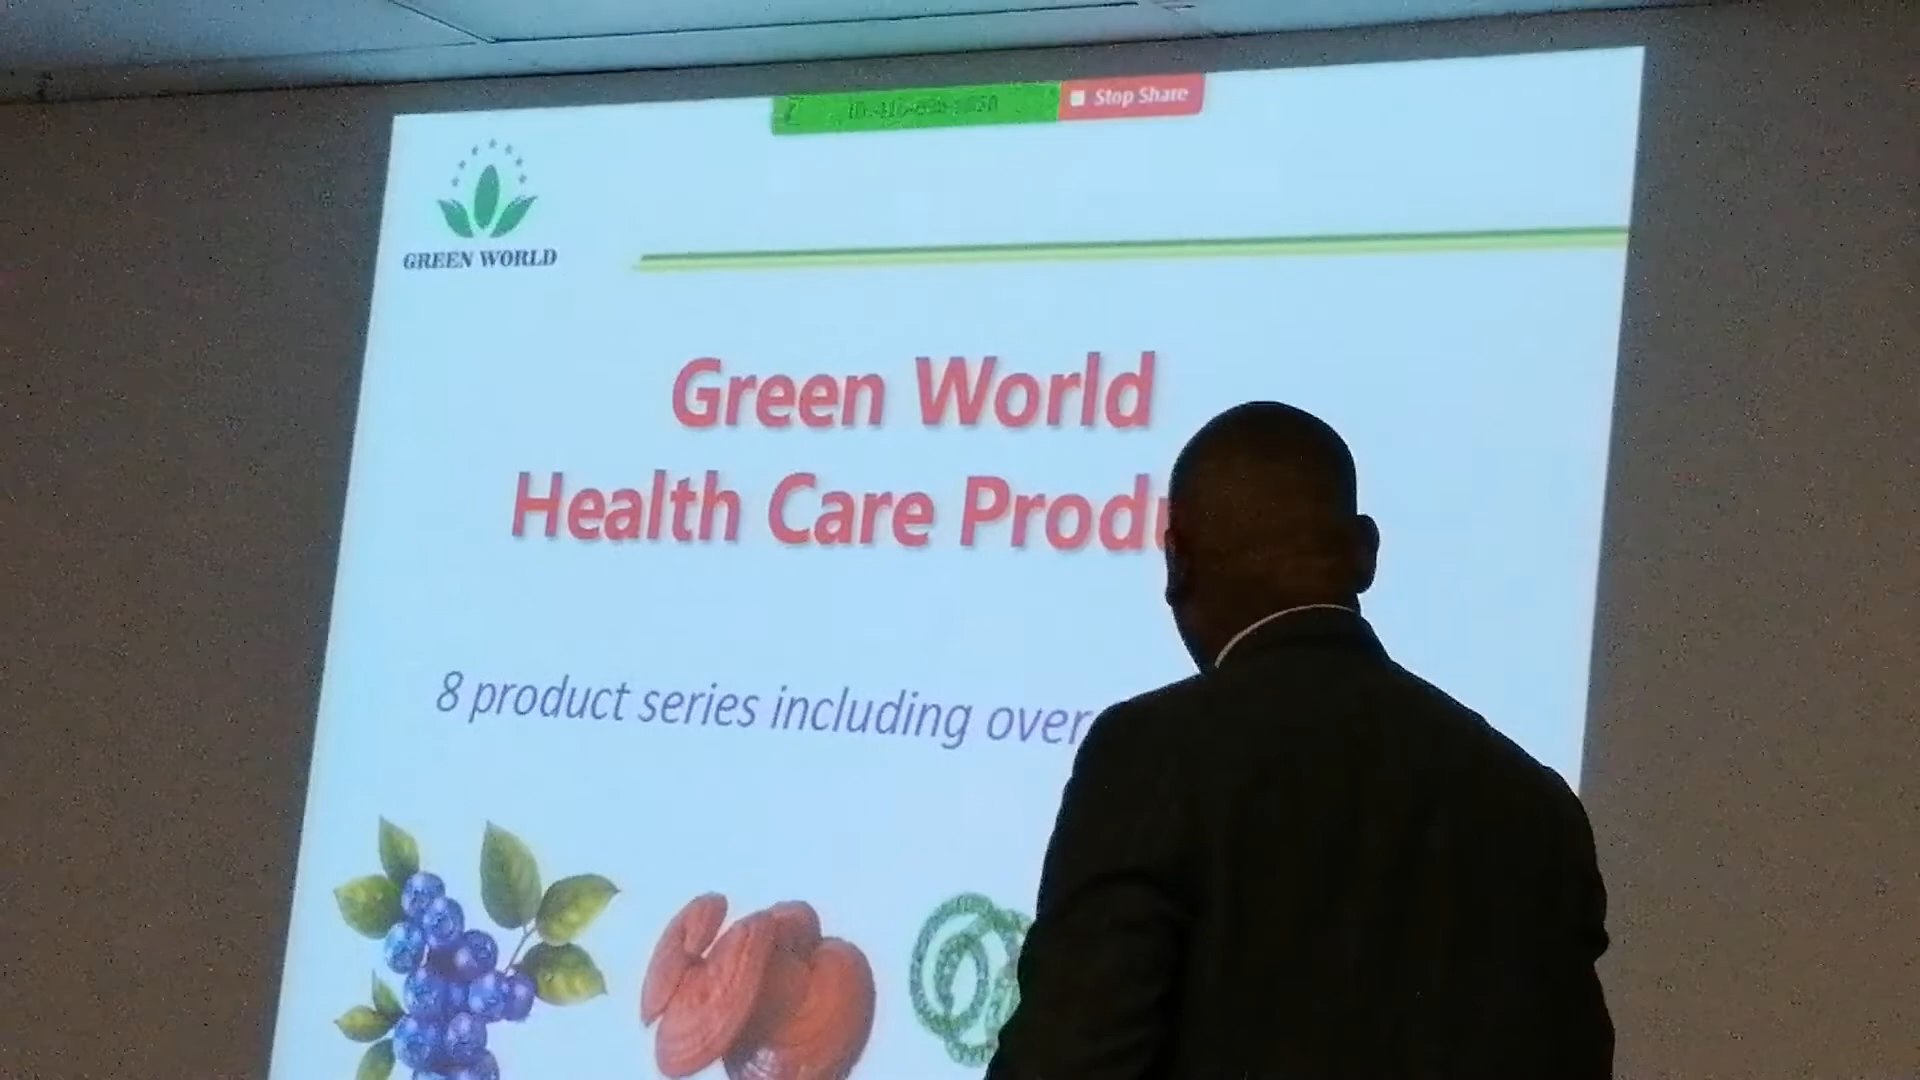 Stop Share
GREEN WORLD
Green World
Health Care Produ
8 product series including over